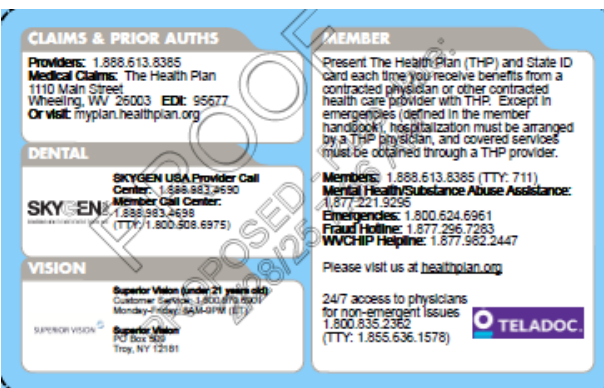 CLAIMS & PRIOR AUTHS
Providers: 1.888.613.8385
Medical Claims: The Health Plan
1110 Main Street
Wheeling, WV 26003 EDI: 95677
Or visit: myplan.healthplan.org
DENTAL
SKYGEN
SKYGEN USA Provider Call
Center: 1.888.983.4690
Member Call Center:
1.888.983.4698
(TTY: 1.800.508.6975)
VISION
SUPERIOR VISION
Superior Vision (under 21 years old)
Customer Service:
Monday-Friday: 8AM-9PM (ET)
Superior Vision
PO Box
Troy, NY 12181
MEMBER
Present The Health Plan (THP) and State ID
card each time you receive benefits from a
contracted physician or other contracted
health care provider with THP. Except in
emergencies (defined in the member
handbook), hospitalization must be arranged
by a THP physician, and covered services
must be obtained through a THP provider.
Members: 1.888.613.8385 (TTY: 711)
Mental Health/Substance Abuse Assistance:
1.877.221.9295
Emergencies: 1.800.624.6961
Fraud Hotline: 1.877.296.7283
WVCHIP Helpline: 1.877.982.2447
Please visit us at healthplan.org
24/7 access to physicians
for non-emergent issues
1.800.835.2362
(TTY: 1.855.636.1578)
TELADOC.
PROOF
PROPOSED
2/28/25